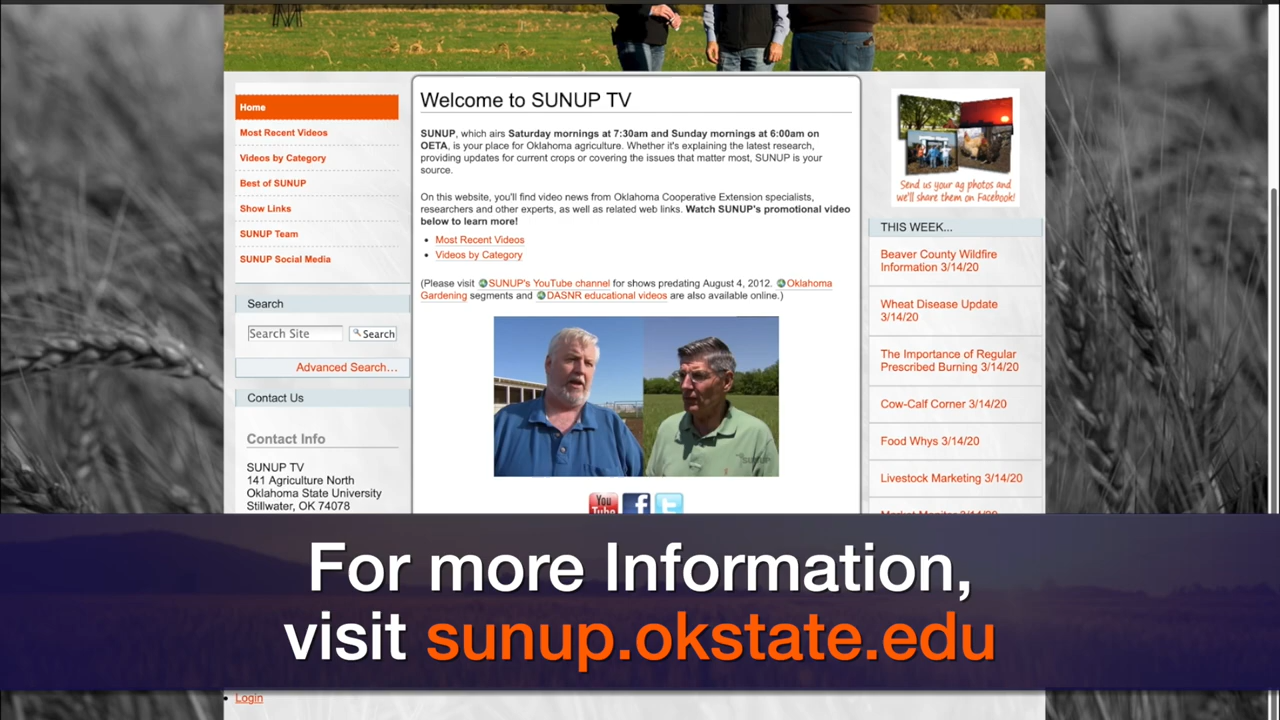 Home
Most Recent Videos
Videos by Category
Best of SUNUP
Show Links
SUNUP Team
SUNUP Social Media
Search
Search Site
Search
Advanced Search…
Contact Us
Contact Info
SUNUP TV
141 Agriculture North
Oklahoma State University
Stillwater, OK 74078
Welcome to SUNUP TV
SUNUP, which airs Saturday mornings at 7:30am and Sunday mornings at 6:00am on
OETA, is your place for Oklahoma agriculture. Whether it's explaining the latest research,
providing updates for current crops or covering the issues that matter most, SUNUP is your
source.
On this website, you'll find video news from Oklahoma Cooperative Extension specialists,
researchers and other experts, as well as related web links. Watch SUNUP's promotional video
below to learn more!
Most Recent Videos
Videos by Category
(Please visit SUNUP's YouTube channel for shows predating August 4, 2012. Oklahoma
Gardening segments and DASNR educational videos are also available online.)
SUNUP
You
Tube
f
t
Send us your ag photos and
we'll share them on Facebook!
THIS WEEK...
Beaver County Wildfire
Information 3/14/20
Wheat Disease Update
3/14/20
The Importance of Regular
Prescribed Burning 3/14/20
Cow-Calf Corner 3/14/20
Food Whys 3/14/20
Livestock Marketing 3/14/20
Market Monitor 3/14/20
For more Information,
visit sunup.okstate.edu
Login